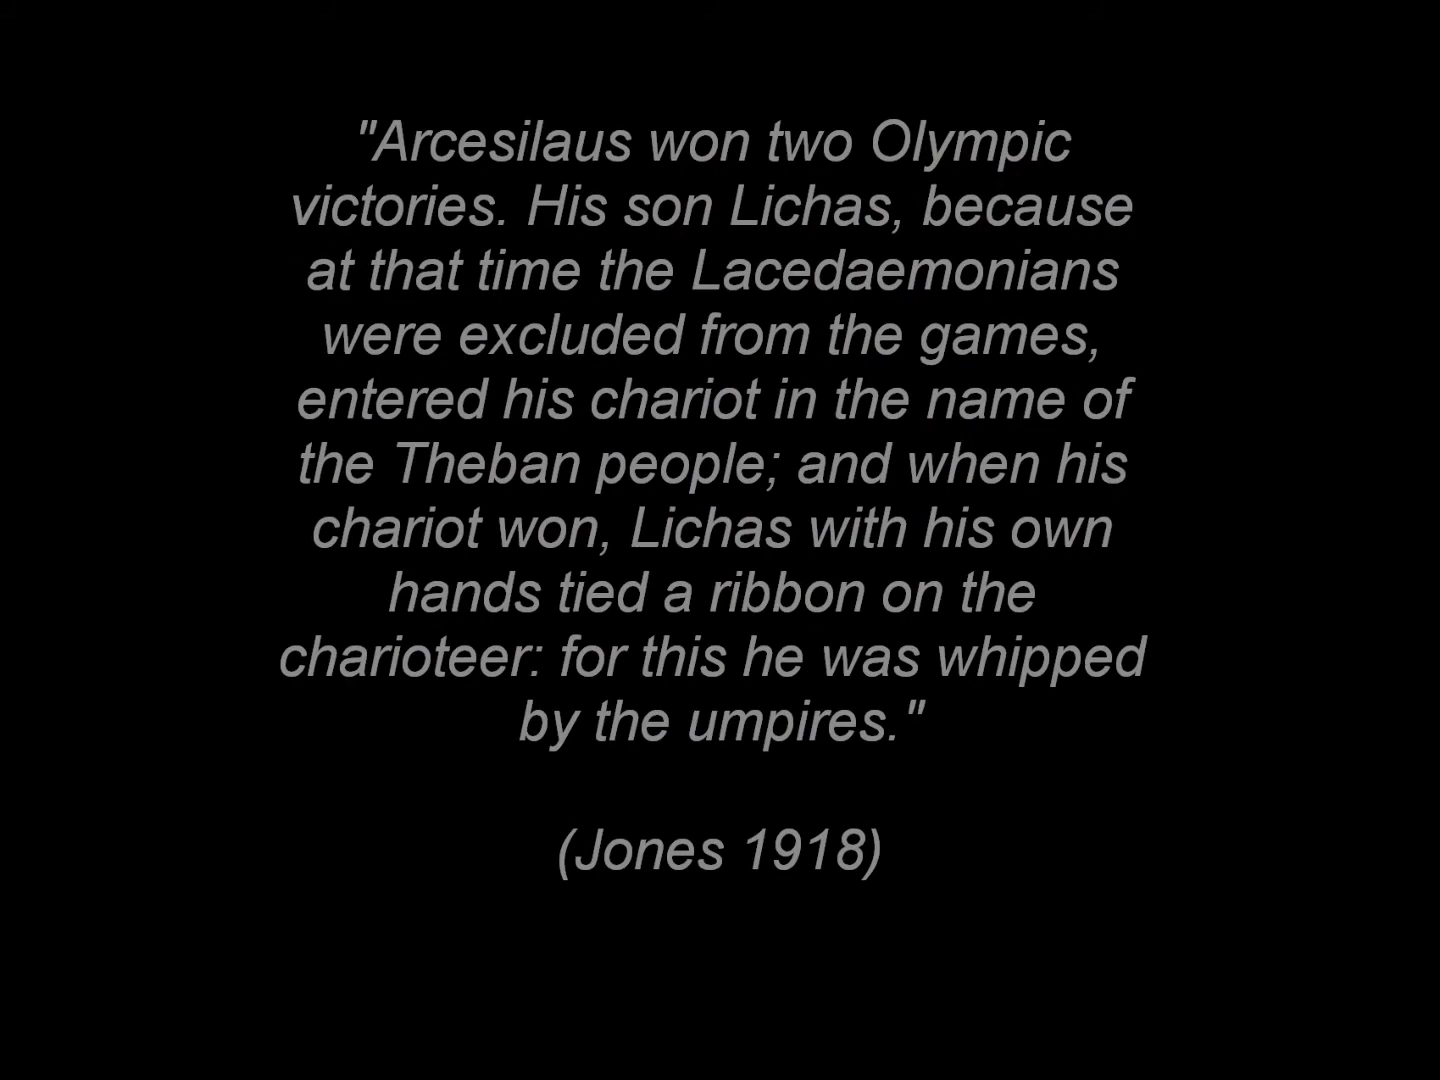 "Arcesilaus won two Olympic
victories. His son Lichas, because
at that time the Lacedaemonians
were excluded from the games,
entered his chariot in the name of
the Theban people; and when his
chariot won, Lichas with his own
hands tied a ribbon on the
charioteer: for this he was whipped
by the umpires."
(Jones 1918)